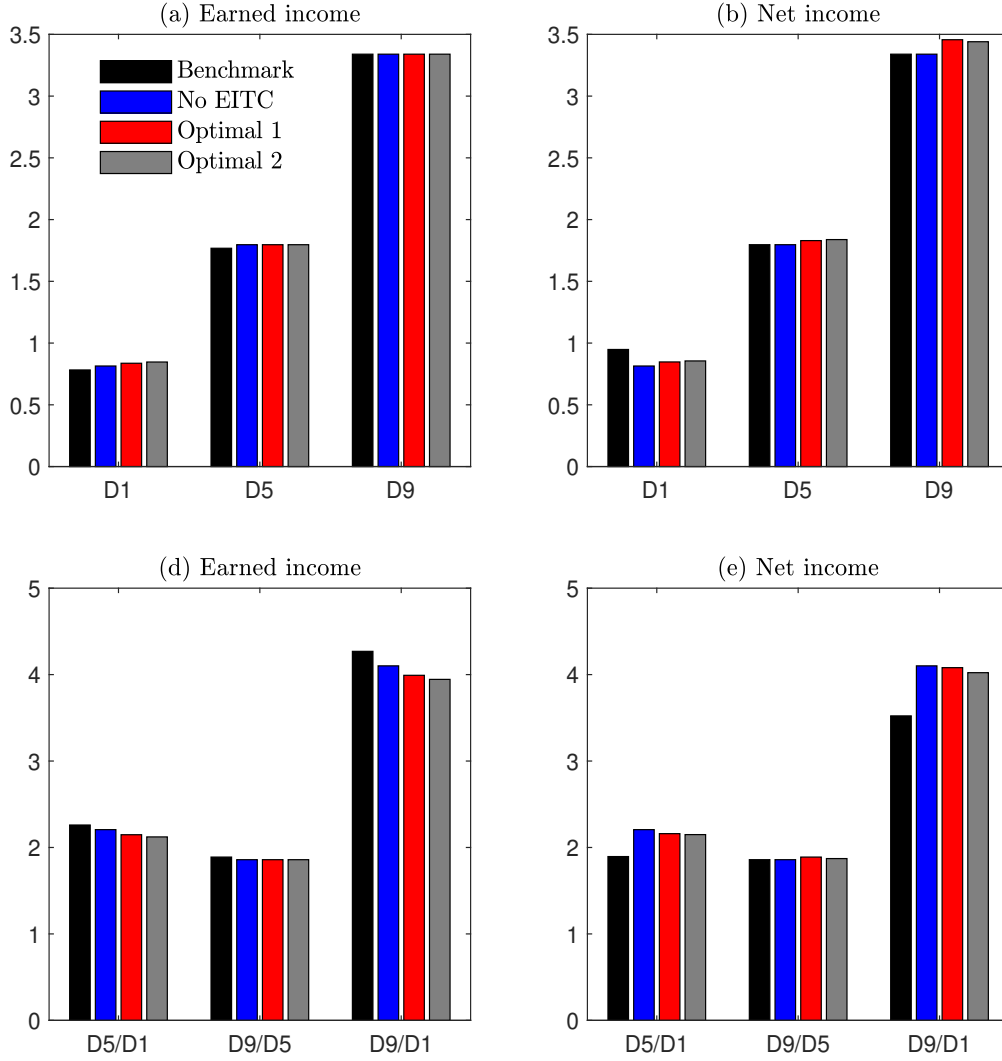 (a) Earned income
3.5
3
2.5
2
1.5
1
0.5
0
Benchmark
No EITC
Optimal 1
Optimal 2
D1 D5 D9
(b) Net income
3.5
3
2.5
2
1.5
1
0.5
0
D1 D5 D9
(d) Earned income
5
4
3
2
1
0
D5/D1 D9/D5 D9/D1
(e) Net income
5
4
3
2
1
0
D5/D1 D9/D5 D9/D1